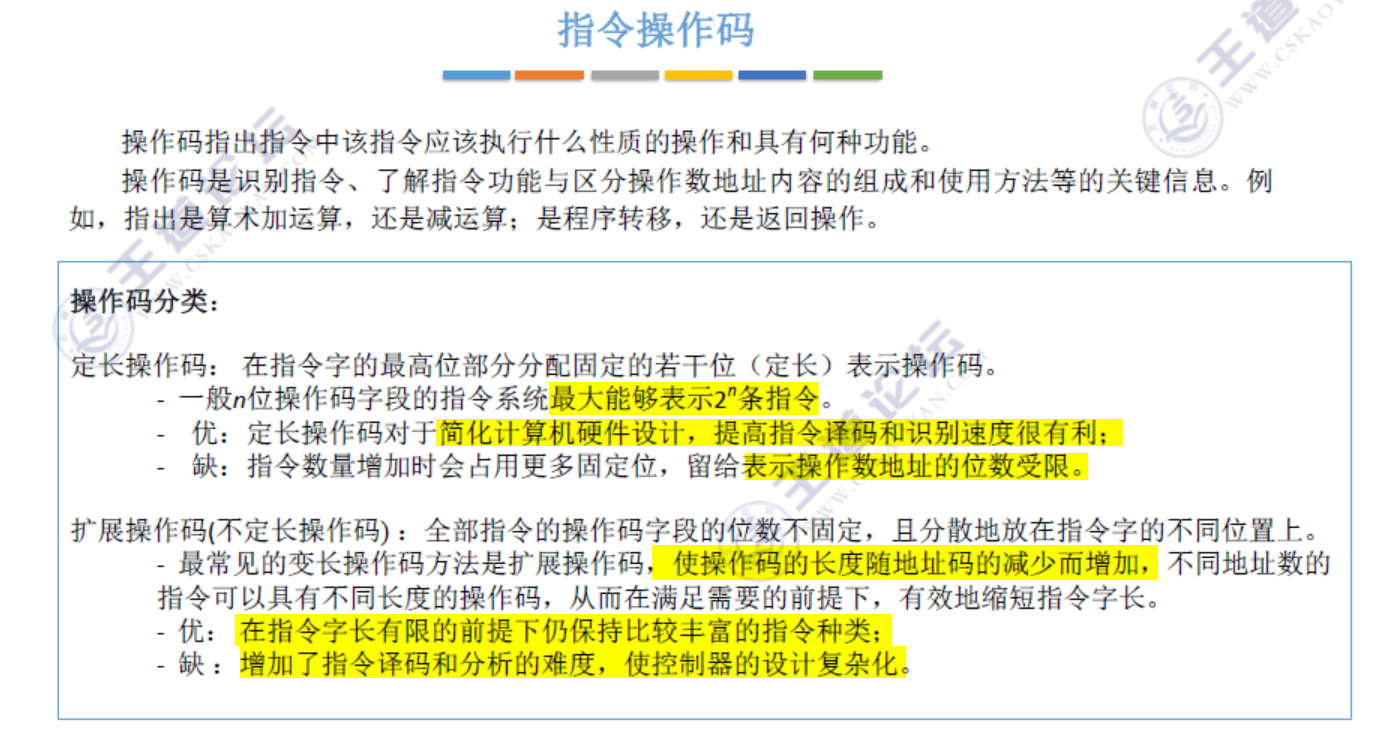 指令操作码
操作码指出指令中该指令应该执行什么性质的操作和具有何种功能。
操作码是识别指令、了解指令功能与区分操作数地址内容的组成和使用方法等的关键信息。例
如，指出是算术加运算，还是减运算；是程序转移，还是返回操作。
操作码分类：
定长操作码： 在指令字的最高位部分分配固定的若干位（定长）表示操作码。
- 一般n位操作码字段的指令系统最大能够表示2ⁿ条指令。
- 优：定长操作码对于简化计算机硬件设计，提高指令译码和识别速度很有利；
- 缺：指令数量增加时会占用更多固定位，留给表示操作数地址的位数受限。
扩展操作码(不定长操作码)：全部指令的操作码字段的位数不固定，且分散地放在指令字的不同位置上。
- 最常见的变长操作码方法是扩展操作码，使操作码的长度随地址码的减少而增加，不同地址数的
指令可以具有不同长度的操作码，从而在满足需要的前提下，有效地缩短指令字长。
- 优： 在指令字长有限的前提下仍保持比较丰富的指令种类；
- 缺：增加了指令译码和分析的难度，使控制器的设计复杂化。